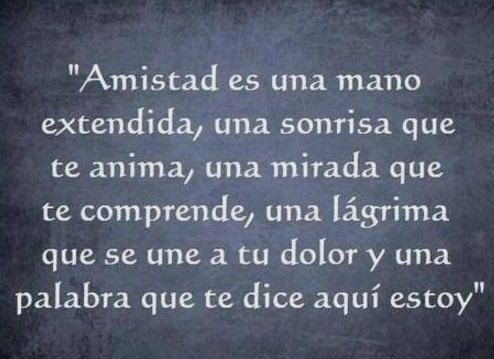 "Amistad es una mano
extendida, una sonrisa que
te anima, una mirada que
te comprende, una lágrima
que se une a tu dolor y una
palabra que te dice aquí estoy"